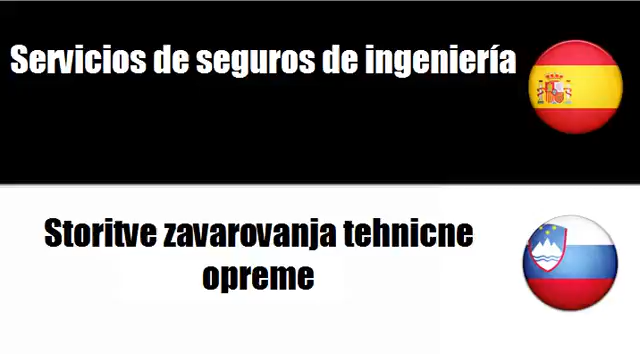 Servicios de seguros de ingeniería
Storitve zavarovanja tehnicne
opreme